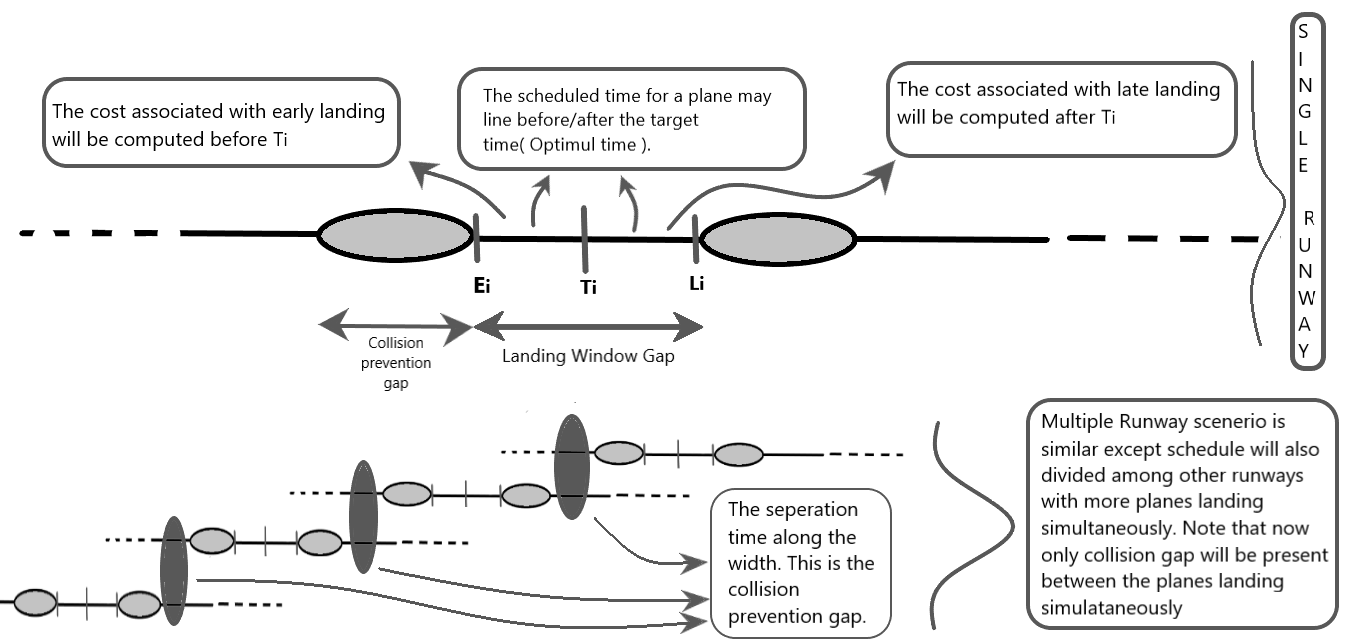 The cost associated with early landing
will be computed before Ti
The scheduled time for a plane may
line before/after the target
time( Optimul time ).
The cost associated with late landing
will be computed after Ti
S
I
N
G
L
E
R
U
N
W
A
Y
Ei
Ti
Li
Collision
prevention
gap
Landing Window Gap
Multiple Runway scenerio is
similar except schedule will also
divided among other runways
with more planes landing
simultaneously. Note that now
only collision gap will be present
between the planes landing
simulataneously
The seperation
time along the
width. This is the
collision
prevention gap.